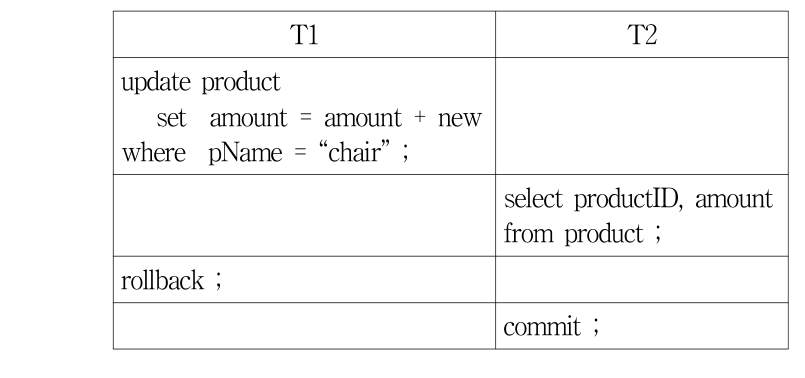 T1 T2
update product
set amount = amount + new
where pName = “chair” ;
select productID, amount
from product ;
rollback ;
commit ;